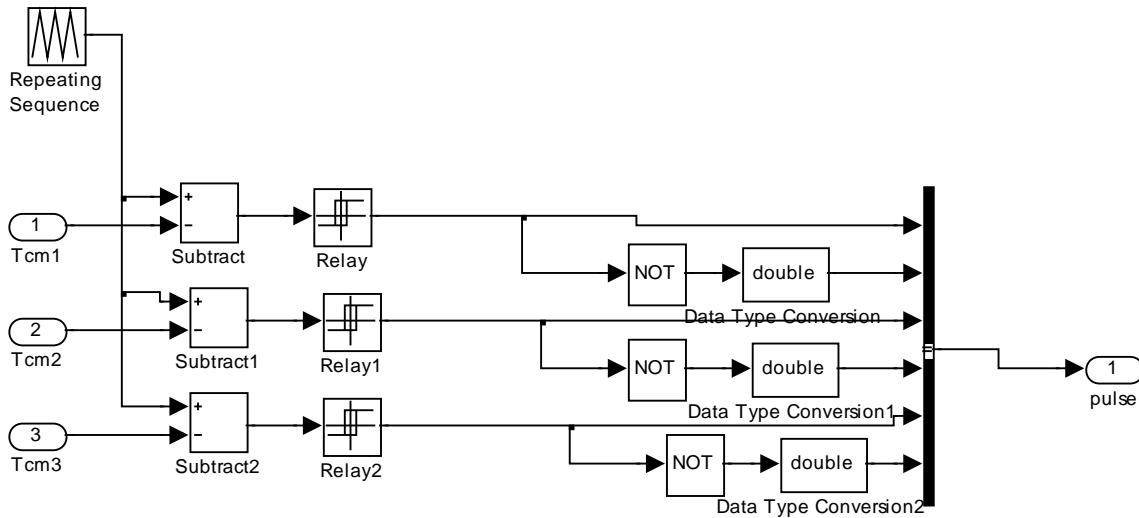 Repeating
Sequence
+
−
1
Tcm1
Subtract
Relay
NOT
double
Data Type Conversion
+
−
2
Tcm2
Subtract1
Relay1
NOT
double
Data Type Conversion1
1
pulse
+
−
3
Tcm3
Subtract2
Relay2
NOT
double
Data Type Conversion2